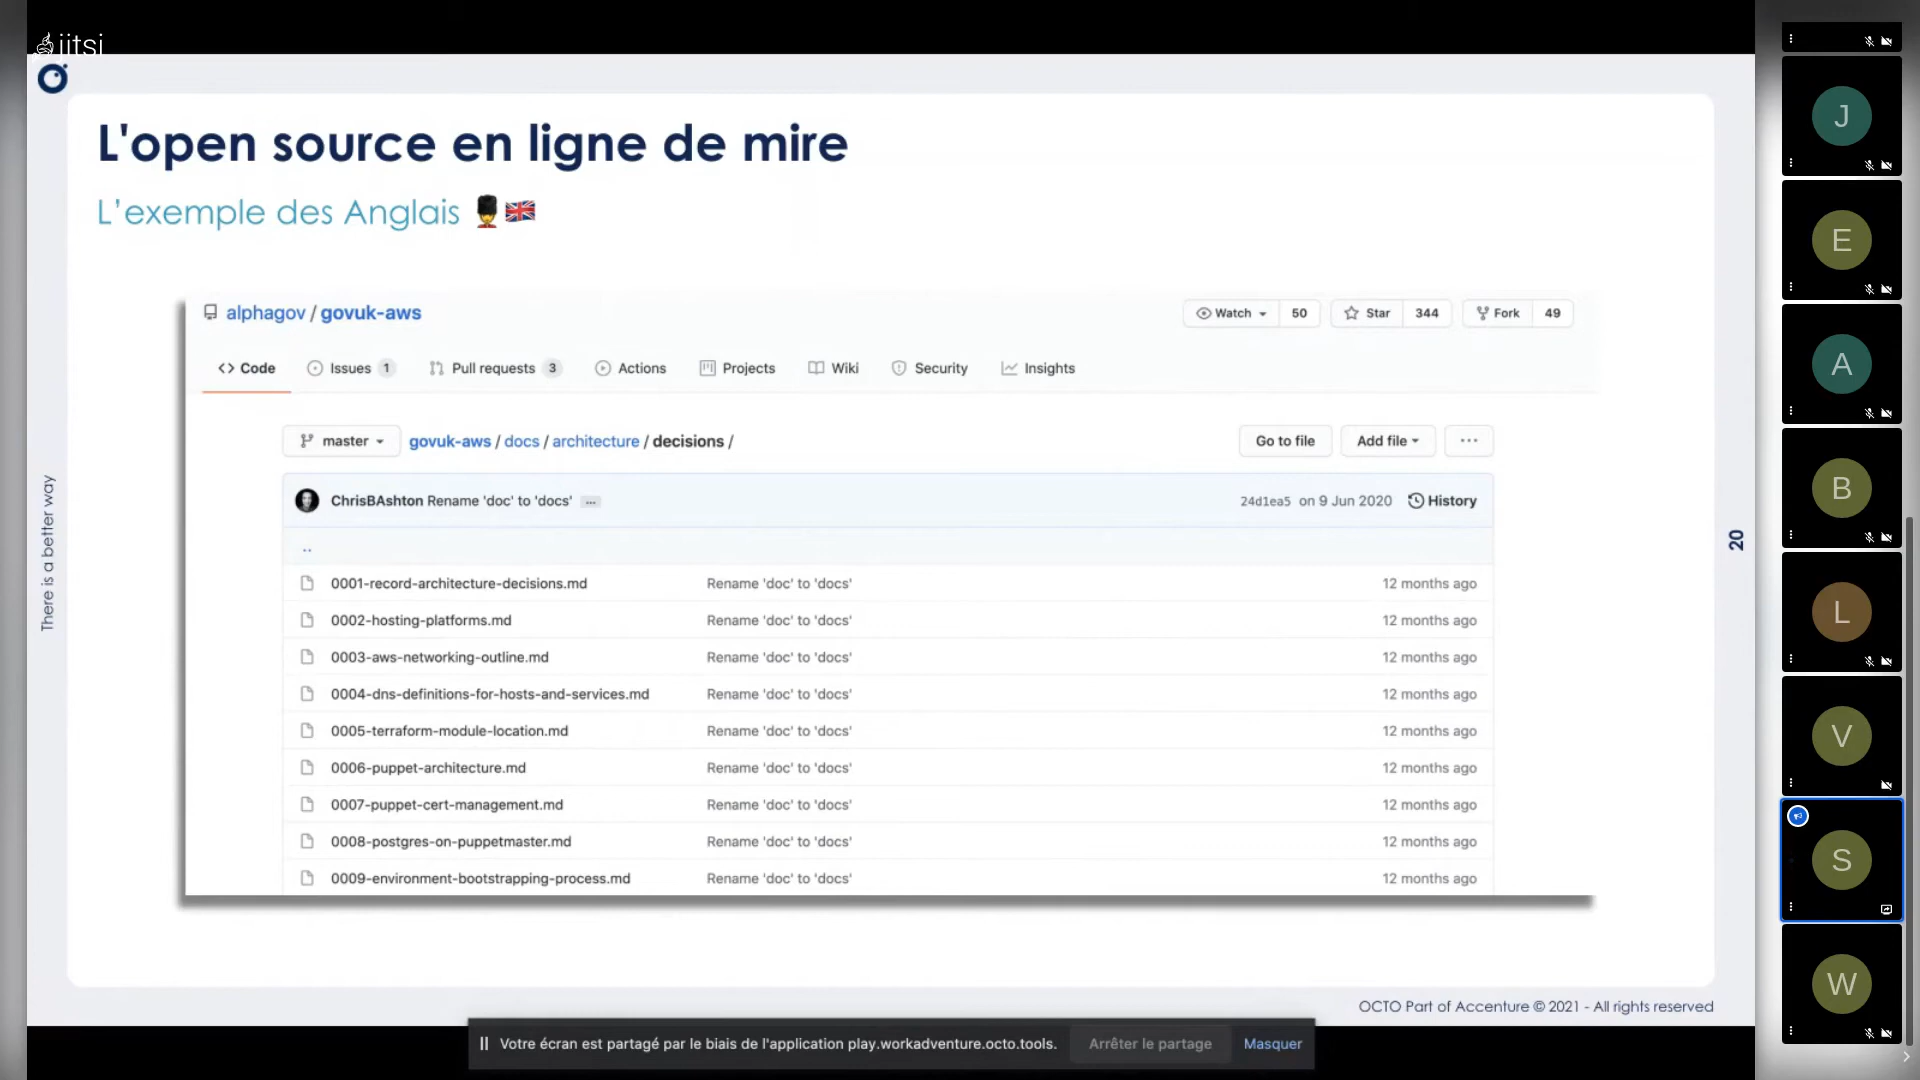 jitsi
L'open source en ligne de mire
L'exemple des Anglais
alphagov / govuk-aws
Watch 50 Star 344 Fork 49
Code Issues 1 Pull requests 3 Actions Projects Wiki Security Insights
master govuk-aws / docs / architecture / decisions / Go to file Add file ...
ChrisBAshton Rename 'doc' to 'docs' ... 24d1ea5 on 9 Jun 2020 History
..
0001-record-architecture-decisions.md Rename 'doc' to 'docs' 12 months ago
0002-hosting-platforms.md Rename 'doc' to 'docs' 12 months ago
0003-aws-networking-outline.md Rename 'doc' to 'docs' 12 months ago
0004-dns-definitions-for-hosts-and-services.md Rename 'doc' to 'docs' 12 months ago
0005-terraform-module-location.md Rename 'doc' to 'docs' 12 months ago
0006-puppet-architecture.md Rename 'doc' to 'docs' 12 months ago
0007-puppet-cert-management.md Rename 'doc' to 'docs' 12 months ago
0008-postgres-on-puppetmaster.md Rename 'doc' to 'docs' 12 months ago
0009-environment-bootstrapping-process.md Rename 'doc' to 'docs' 12 months ago
There is a better way
20
OCTO Part of Accenture © 2021 - All rights reserved
Votre écran est partagé par le biais de l'application play.workadventure.octo.tools. Arrêter le partage Masquer
J
E
A
B
L
V
S
W